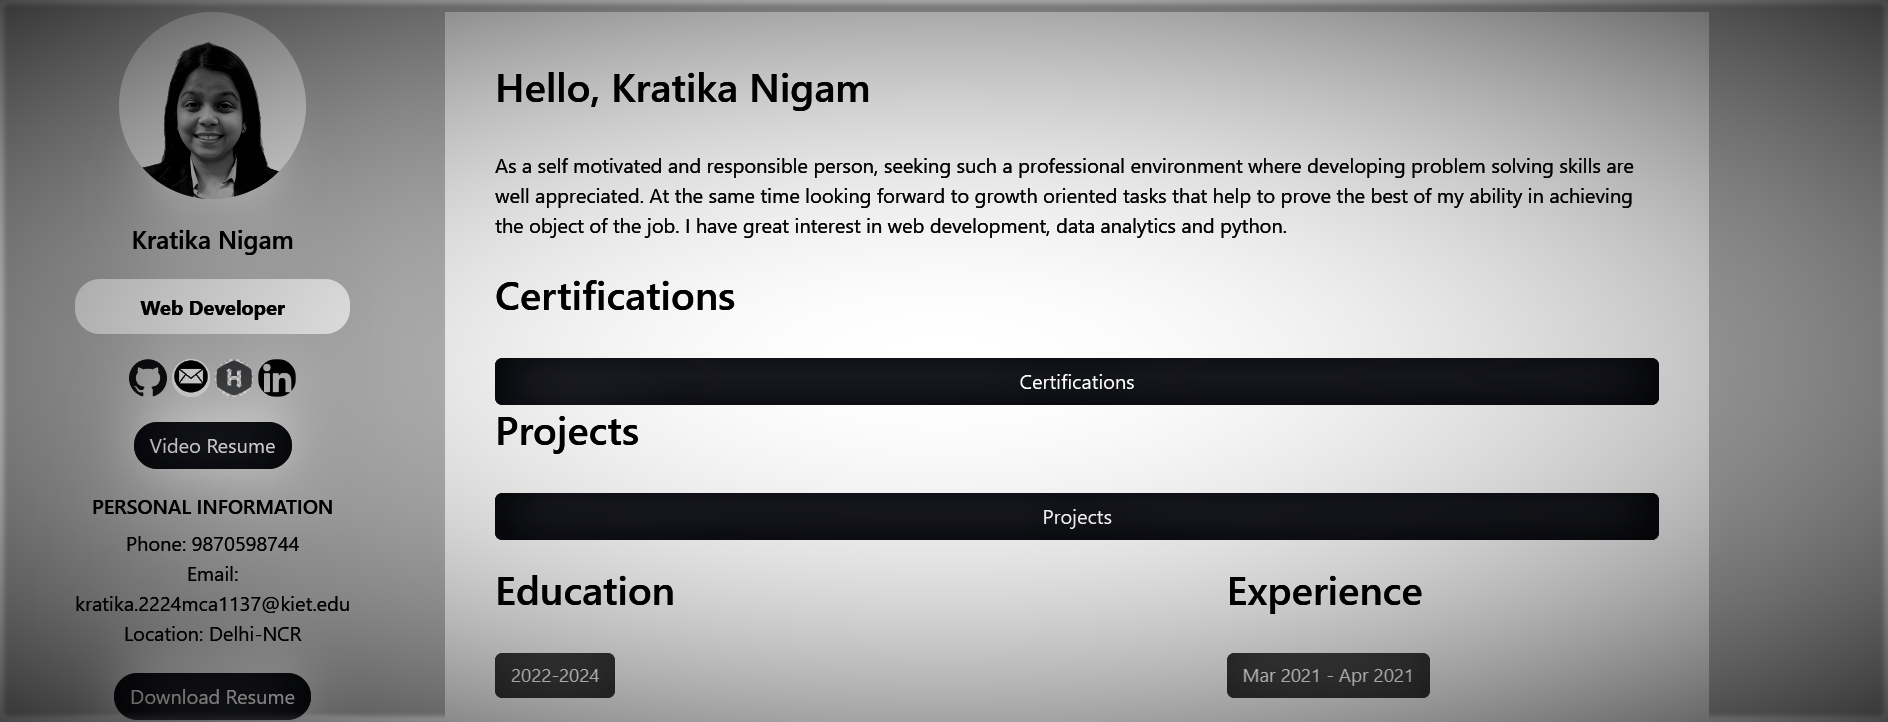 Kratika Nigam
Web Developer
Video Resume
PERSONAL INFORMATION
Phone: 9870598744
Email:
kratika.2224mca1137@kiet.edu
Location: Delhi-NCR
Download Resume
Hello, Kratika Nigam
As a self motivated and responsible person, seeking such a professional environment where developing problem solving skills are
well appreciated. At the same time looking forward to growth oriented tasks that help to prove the best of my ability in achieving
the object of the job. I have great interest in web development, data analytics and python.
Certifications
Certifications
Projects
Projects
Education
2022-2024
Experience
Mar 2021 - Apr 2021